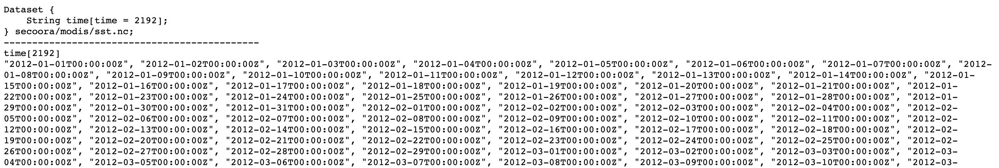 Dataset {
    String time[time = 2192];
} secoora/modis/sst.nc;
---------------------------------------------
time[2192]
"2012-01-01T00:00:00Z", "2012-01-02T00:00:00Z", "2012-01-03T00:00:00Z", "2012-01-04T00:00:00Z", "2012-01-05T00:00:00Z", "2012-01-06T00:00:00Z", "2012-01-07T00:00:00Z", "2012-
01-08T00:00:00Z", "2012-01-09T00:00:00Z", "2012-01-10T00:00:00Z", "2012-01-11T00:00:00Z", "2012-01-12T00:00:00Z", "2012-01-13T00:00:00Z", "2012-01-14T00:00:00Z", "2012-01-
15T00:00:00Z", "2012-01-16T00:00:00Z", "2012-01-17T00:00:00Z", "2012-01-18T00:00:00Z", "2012-01-19T00:00:00Z", "2012-01-20T00:00:00Z", "2012-01-21T00:00:00Z", "2012-01-
22T00:00:00Z", "2012-01-23T00:00:00Z", "2012-01-24T00:00:00Z", "2012-01-25T00:00:00Z", "2012-01-26T00:00:00Z", "2012-01-27T00:00:00Z", "2012-01-28T00:00:00Z", "2012-01-
29T00:00:00Z", "2012-01-30T00:00:00Z", "2012-01-31T00:00:00Z", "2012-02-01T00:00:00Z", "2012-02-02T00:00:00Z", "2012-02-03T00:00:00Z", "2012-02-04T00:00:00Z", "2012-02-
05T00:00:00Z", "2012-02-06T00:00:00Z", "2012-02-07T00:00:00Z", "2012-02-08T00:00:00Z", "2012-02-09T00:00:00Z", "2012-02-10T00:00:00Z", "2012-02-11T00:00:00Z", "2012-02-
12T00:00:00Z", "2012-02-13T00:00:00Z", "2012-02-14T00:00:00Z", "2012-02-15T00:00:00Z", "2012-02-16T00:00:00Z", "2012-02-17T00:00:00Z", "2012-02-18T00:00:00Z", "2012-02-
19T00:00:00Z", "2012-02-20T00:00:00Z", "2012-02-21T00:00:00Z", "2012-02-22T00:00:00Z", "2012-02-23T00:00:00Z", "2012-02-24T00:00:00Z", "2012-02-25T00:00:00Z", "2012-02-
26T00:00:00Z", "2012-02-27T00:00:00Z", "2012-02-28T00:00:00Z", "2012-02-29T00:00:00Z", "2012-03-01T00:00:00Z", "2012-03-02T00:00:00Z", "2012-03-03T00:00:00Z", "2012-03-
04T00:00:00Z", "2012-03-05T00:00:00Z", "2012-03-06T00:00:00Z", "2012-03-07T00:00:00Z", "2012-03-08T00:00:00Z", "2012-03-09T00:00:00Z", "2012-03-10T00:00:00Z", "2012-03-